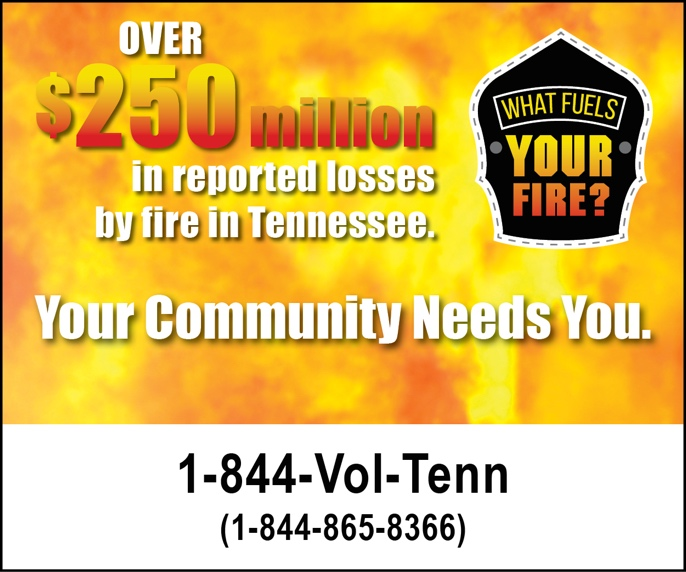 OVER
$250 million
in reported losses
by fire in Tennessee.
WHAT FUELS
YOUR
FIRE?
Your Community Needs You.
1-844-Vol-Tenn
(1-844-865-8366)